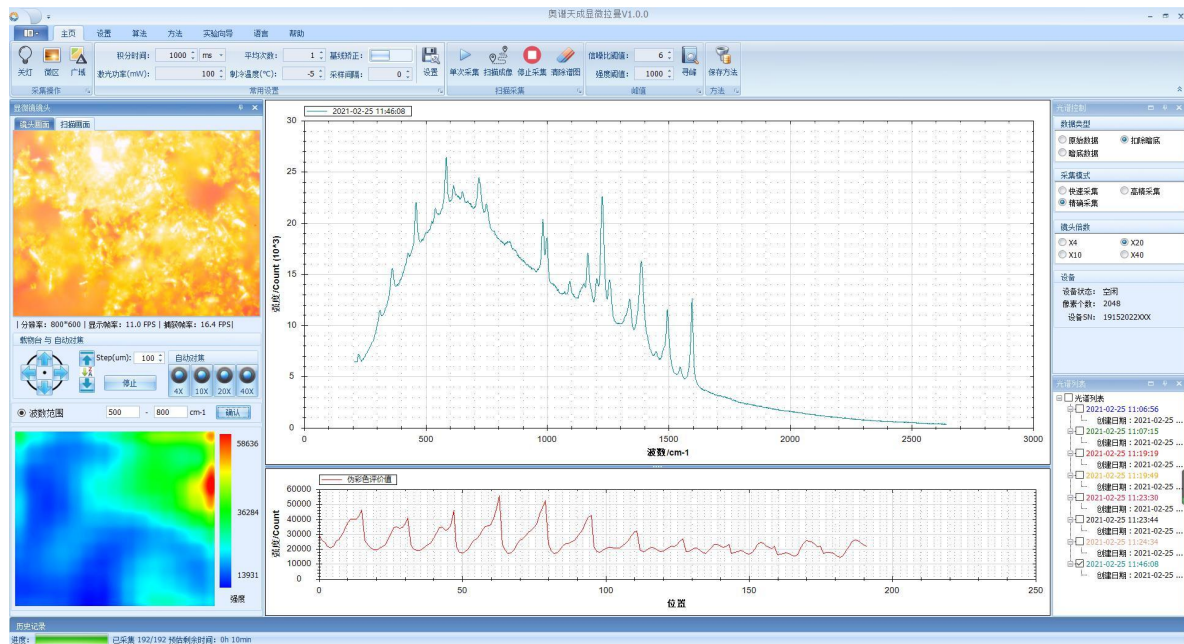 奥谱天成显微拉曼V1.0.0
主页 设置 算法 方法 实验向导 语言 帮助
积分时间: 1000 ms 平均次数: 1 基线矫正: 信噪比阈值: 6
激光功率(mW): 100 制冷温度(°C): -5 采样间隔: 0 强度阈值: 1000
关灯 微区 广域 设置 单次采集 扫描成像 停止采集 清除谱图 寻峰 保存方法
采集操作 常用设置 扫描采集 峰值 方法
显微镜镜头
镜头画面 扫描画面
|分辨率: 800*600 |显示帧率: 11.0 FPS| 捕获帧率: 16.4 FPS|
载物台 与 自动对焦
Step(um): 100 自动对焦
停止
4X 10X 20X 40X
波数范围 500 - 800 cm-1 确认
58636
36284
13931
强度
2021-02-25 11:46:08
强度/Count (10^3)
30
25
20
15
10
5
0
0 500 1000 1500 2000 2500 3000
波数/cm-1
伪彩色评价值
强度/Count
60000
50000
40000
30000
20000
10000
0
0 50 100 150 200 250
位置
光谱控制
数据类型
原始数据 扣除暗底
暗底数据
采集模式
快速采集 高精采集
精确采集
镜头倍数
X4 X20
X10 X40
设备
设备状态: 空闲
像素个数: 2048
设备SN: 19152022XXX
光谱列表
光谱列表
2021-02-25 11:06:56
创建日期：2021-02-25 ...
2021-02-25 11:07:15
创建日期：2021-02-25 ...
2021-02-25 11:19:19
创建日期：2021-02-25 ...
2021-02-25 11:19:49
创建日期：2021-02-25 ...
2021-02-25 11:23:30
创建日期：2021-02-25 ...
2021-02-25 11:23:44
创建日期：2021-02-25 ...
2021-02-25 11:24:34
创建日期：2021-02-25 ...
2021-02-25 11:46:08
创建日期：2021-02-25 ...
历史记录
进度: 已采集 192/192 预估剩余时间: 0h 10min